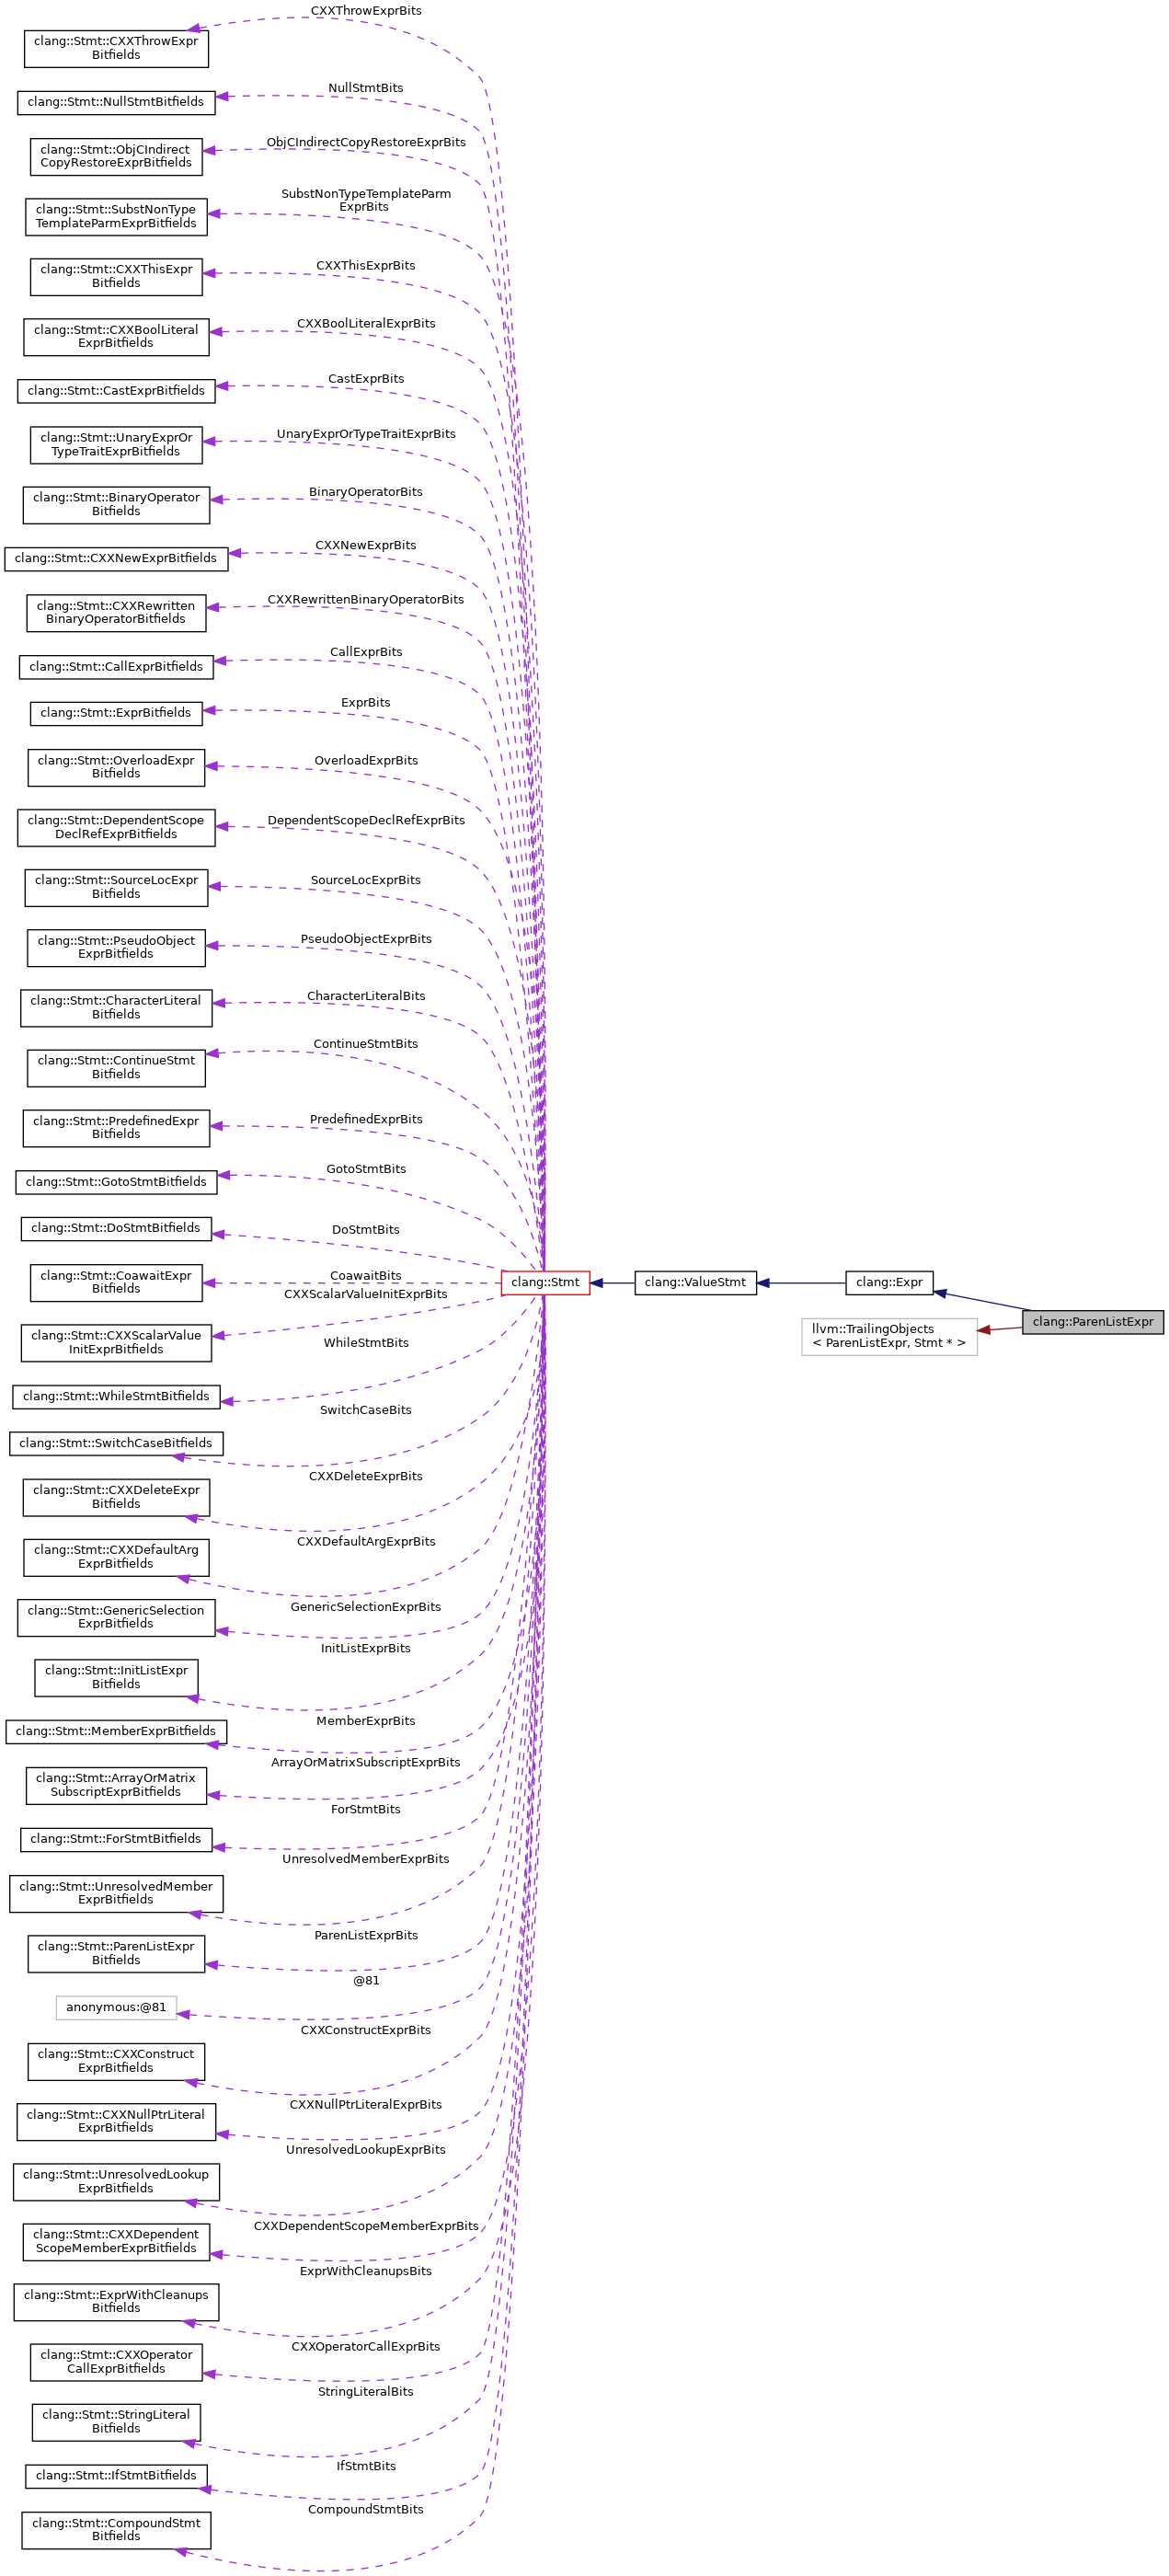 CXXThrowExprBits
clang::Stmt::CXXThrowExpr
Bitfields
NullStmtBits
clang::Stmt::NullStmtBitfields
ObjCIndirectCopyRestoreExprBits
clang::Stmt::ObjCIndirect
CopyRestoreExprBitfields
SubstNonTypeTemplateParm
ExprBits
clang::Stmt::SubstNonType
TemplateParmExprBitfields
CXXThisExprBits
clang::Stmt::CXXThisExpr
Bitfields
CXXBoolLiteralExprBits
clang::Stmt::CXXBoolLiteral
ExprBitfields
CastExprBits
clang::Stmt::CastExprBitfields
UnaryExprOrTypeTraitExprBits
clang::Stmt::UnaryExprOr
TypeTraitExprBitfields
BinaryOperatorBits
clang::Stmt::BinaryOperator
Bitfields
CXXNewExprBits
clang::Stmt::CXXNewExprBitfields
CXXRewrittenBinaryOperatorBits
clang::Stmt::CXXRewritten
BinaryOperatorBitfields
CallExprBits
clang::Stmt::CallExprBitfields
ExprBits
clang::Stmt::ExprBitfields
OverloadExprBits
clang::Stmt::OverloadExpr
Bitfields
DependentScopeDeclRefExprBits
clang::Stmt::DependentScope
DeclRefExprBitfields
SourceLocExprBits
clang::Stmt::SourceLocExpr
Bitfields
PseudoObjectExprBits
clang::Stmt::PseudoObject
ExprBitfields
CharacterLiteralBits
clang::Stmt::CharacterLiteral
Bitfields
ContinueStmtBits
clang::Stmt::ContinueStmt
Bitfields
PredefinedExprBits
clang::Stmt::PredefinedExpr
Bitfields
GotoStmtBits
clang::Stmt::GotoStmtBitfields
DoStmtBits
clang::Stmt::DoStmtBitfields
CoawaitBits
clang::Stmt::CoawaitExpr
Bitfields
clang::Stmt
clang::ValueStmt
clang::Expr
clang::ParenListExpr
llvm::TrailingObjects
< ParenListExpr, Stmt * >
CXXScalarValueInitExprBits
clang::Stmt::CXXScalarValue
InitExprBitfields
WhileStmtBits
clang::Stmt::WhileStmtBitfields
SwitchCaseBits
clang::Stmt::SwitchCaseBitfields
CXXDeleteExprBits
clang::Stmt::CXXDeleteExpr
Bitfields
CXXDefaultArgExprBits
clang::Stmt::CXXDefaultArg
ExprBitfields
GenericSelectionExprBits
clang::Stmt::GenericSelection
ExprBitfields
InitListExprBits
clang::Stmt::InitListExpr
Bitfields
MemberExprBits
clang::Stmt::MemberExprBitfields
ArrayOrMatrixSubscriptExprBits
clang::Stmt::ArrayOrMatrix
SubscriptExprBitfields
ForStmtBits
clang::Stmt::ForStmtBitfields
UnresolvedMemberExprBits
clang::Stmt::UnresolvedMember
ExprBitfields
ParenListExprBits
clang::Stmt::ParenListExpr
Bitfields
@81
anonymous:@81
CXXConstructExprBits
clang::Stmt::CXXConstruct
ExprBitfields
CXXNullPtrLiteralExprBits
clang::Stmt::CXXNullPtrLiteral
ExprBitfields
UnresolvedLookupExprBits
clang::Stmt::UnresolvedLookup
ExprBitfields
CXXDependentScopeMemberExprBits
clang::Stmt::CXXDependent
ScopeMemberExprBitfields
ExprWithCleanupsBits
clang::Stmt::ExprWithCleanups
Bitfields
CXXOperatorCallExprBits
clang::Stmt::CXXOperator
CallExprBitfields
StringLiteralBits
clang::Stmt::StringLiteral
Bitfields
IfStmtBits
clang::Stmt::IfStmtBitfields
CompoundStmtBits
clang::Stmt::CompoundStmt
Bitfields